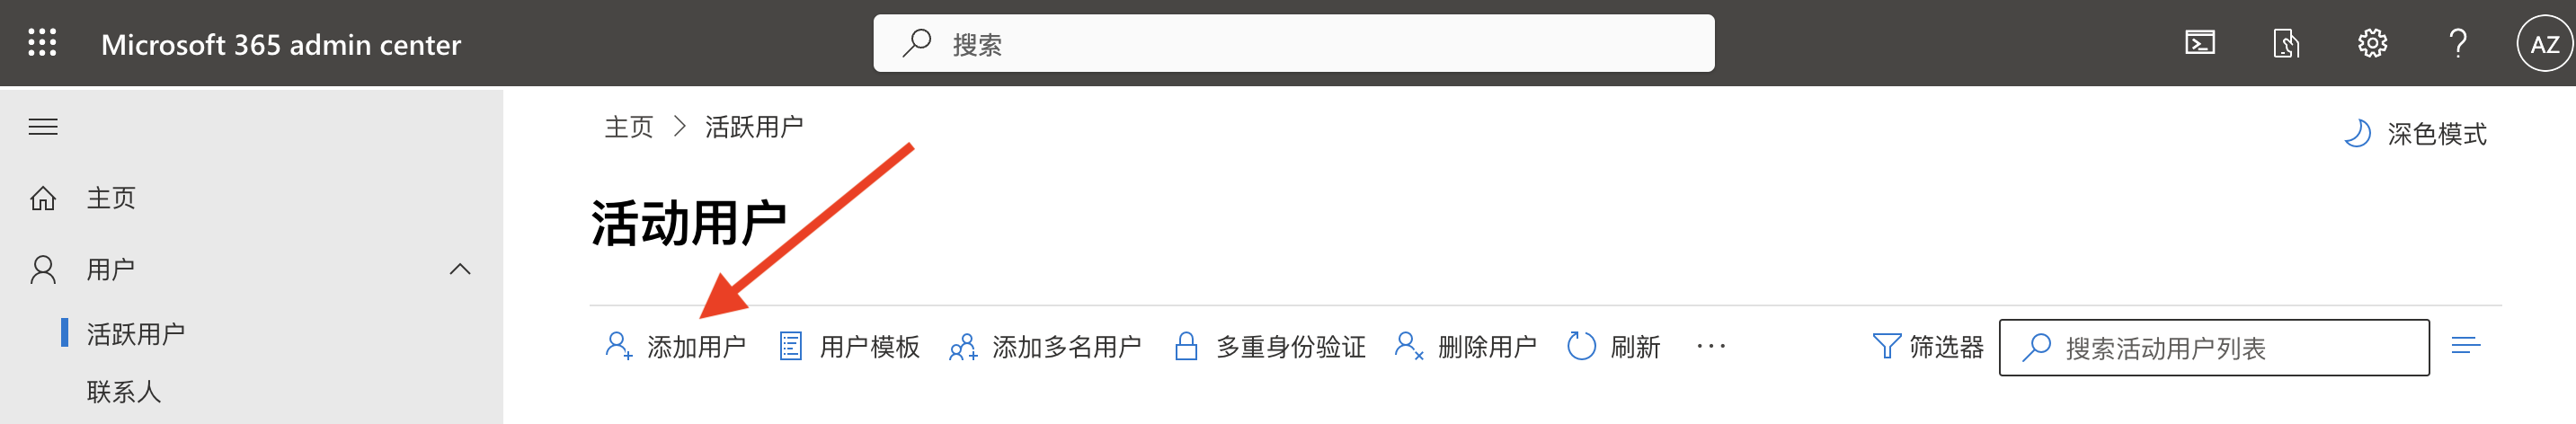 Microsoft 365 admin center
搜索
AZ
主页
用户
活跃用户
联系人
主页 > 活跃用户
深色模式
活动用户
添加用户 用户模板 添加多名用户 多重身份验证 删除用户 刷新 ··· 筛选器 搜索活动用户列表